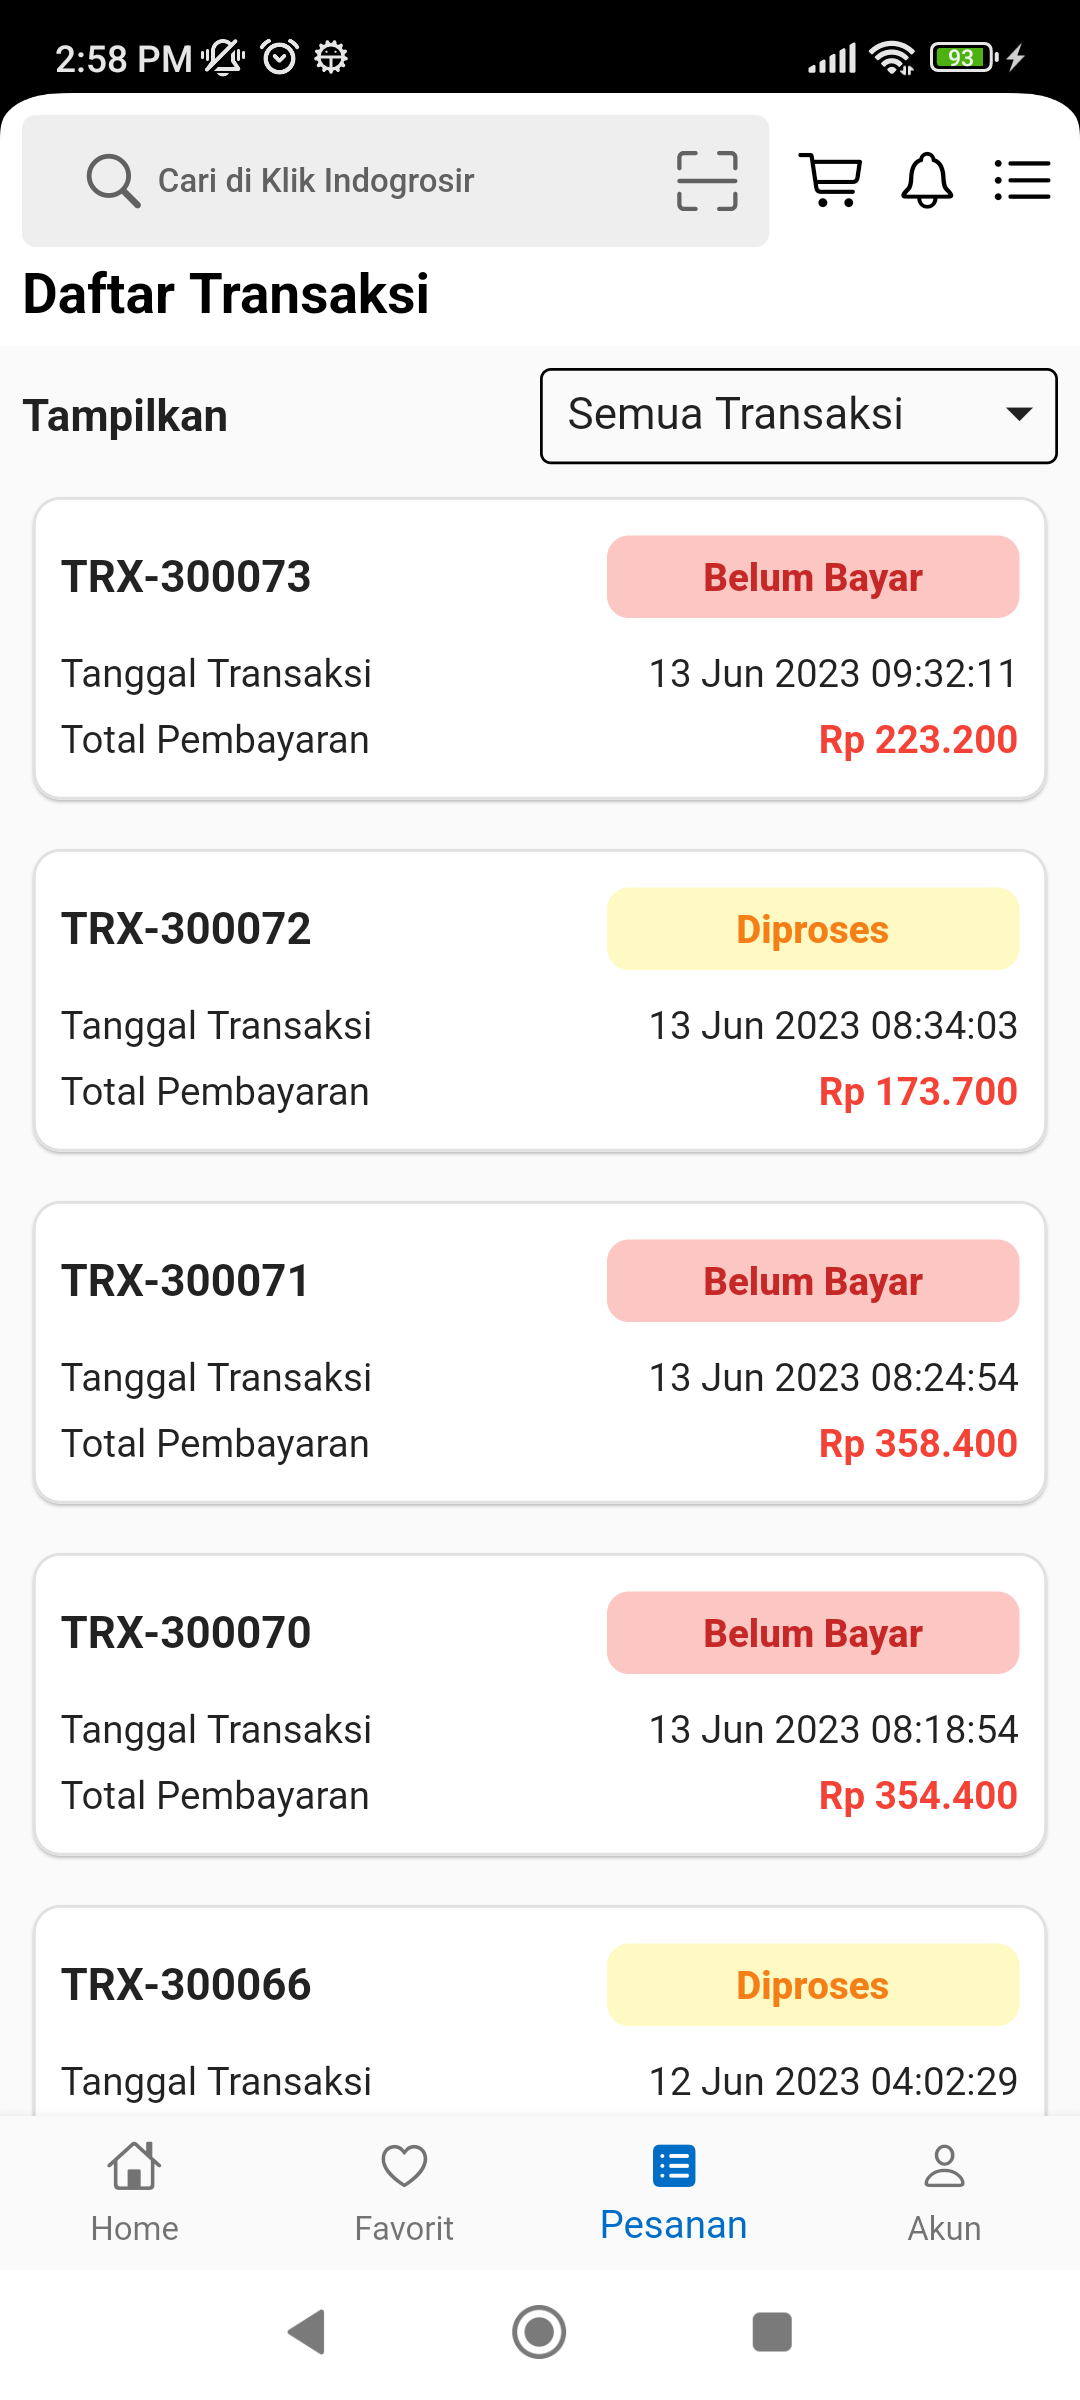 2:58 PM
93
Cari di Klik Indogrosir
Daftar Transaksi
Tampilkan
Semua Transaksi
TRX-300073
Belum Bayar
Tanggal Transaksi 13 Jun 2023 09:32:11
Total Pembayaran Rp 223.200
TRX-300072
Diproses
Tanggal Transaksi 13 Jun 2023 08:34:03
Total Pembayaran Rp 173.700
TRX-300071
Belum Bayar
Tanggal Transaksi 13 Jun 2023 08:24:54
Total Pembayaran Rp 358.400
TRX-300070
Belum Bayar
Tanggal Transaksi 13 Jun 2023 08:18:54
Total Pembayaran Rp 354.400
TRX-300066
Diproses
Tanggal Transaksi 12 Jun 2023 04:02:29
Home Favorit Pesanan Akun